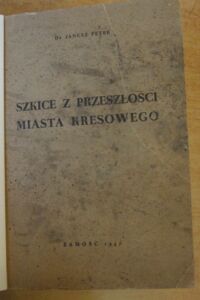 Dr JANUSZ PETER
SZKICE Z PRZESZŁOŚCI
MIASTA KRESOWEGO
ZAMOŚĆ